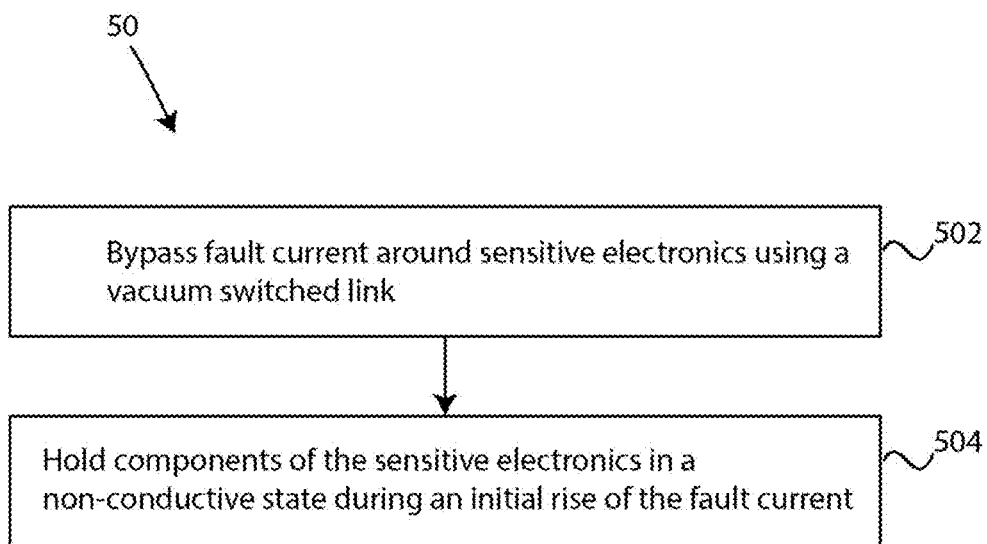 50
Bypass fault current around sensitive electronics using a
vacuum switched link
502
Hold components of the sensitive electronics in a
non-conductive state during an initial rise of the fault current
504